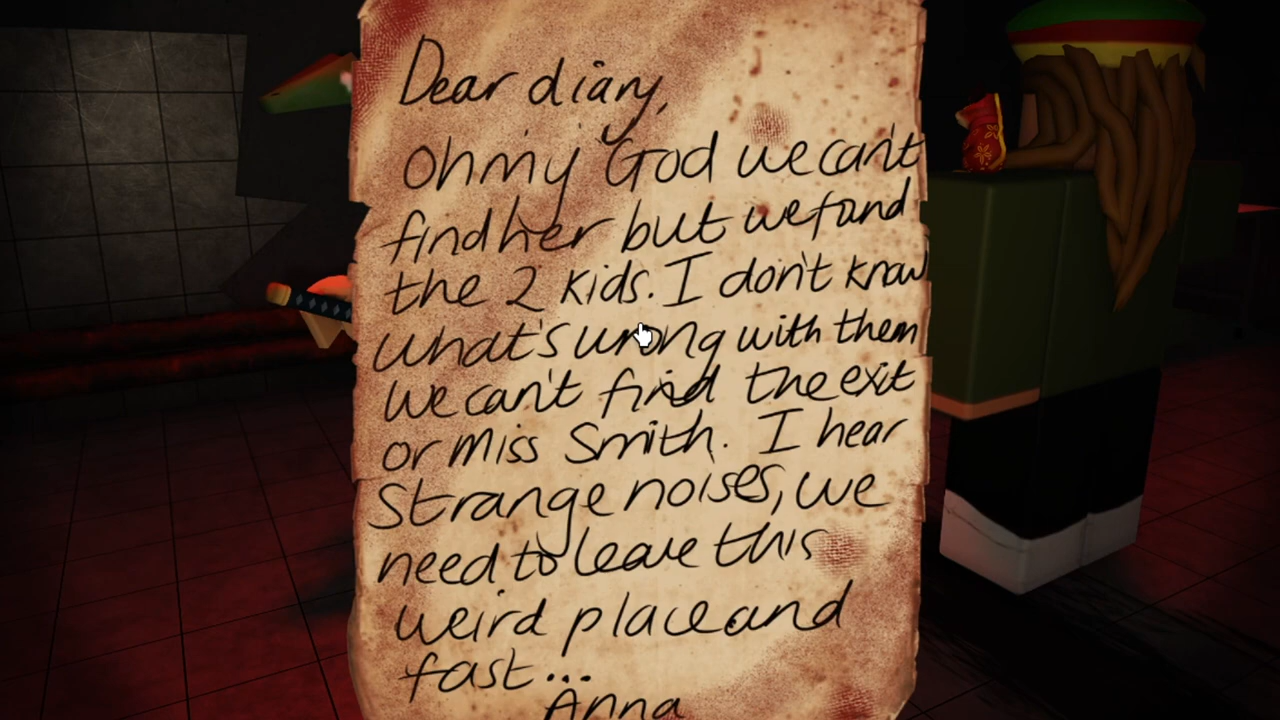 Dear diary,
Oh my God we can't
find her but we fond
the 2 kids. I don't know
what's wrong with them
we can't find the exit
or Miss Smith. I hear
strange noises, we
need to leave this
weird place and
fast...
Anna